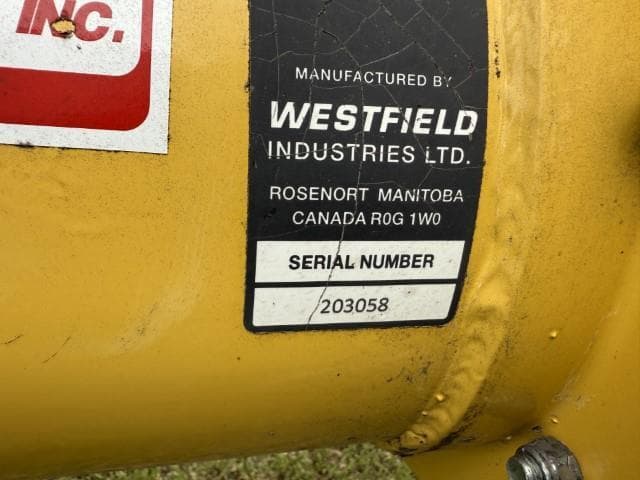 INC.
MANUFACTURED BY
WESTFIELD
INDUSTRIES LTD.
ROSENORT MANITOBA
CANADA R0G 1W0
SERIAL NUMBER
203058